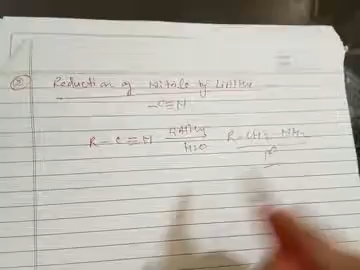 ② Reduction of Nitrile by LiAlH4
-C≡N
R-C≡N LiAlH4 R-CH2-NH2
H2O 1°